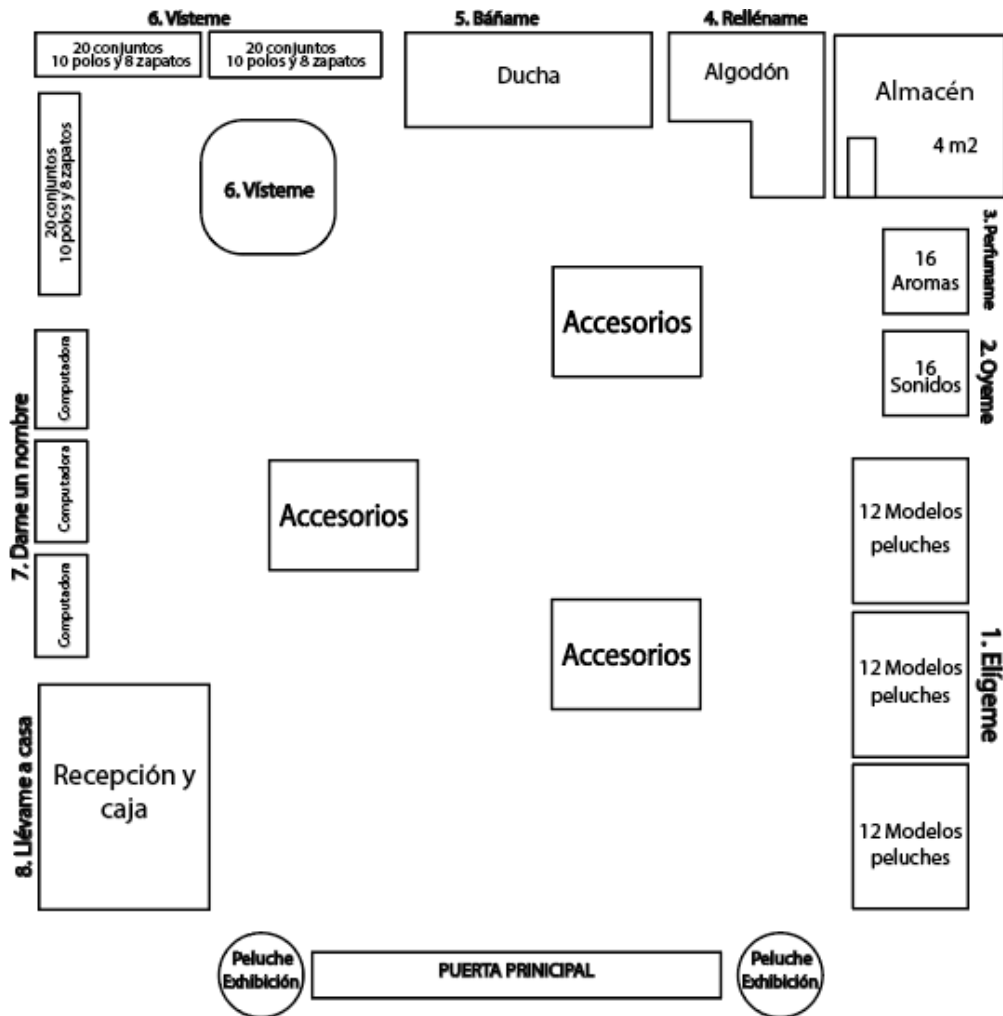 6. Vísteme
5. Báñame
4. Relléname
20 conjuntos
10 polos y 8 zapatos
20 conjuntos
10 polos y 8 zapatos
Ducha
Algodón
Almacén
4 m2
20 conjuntos
10 polos y 8 zapatos
6. Vísteme
3. Perfumame
16
Aromas
Accesorios
2. Oyeme
16
Sonidos
7. Darne un nombre
Computadora
Computadora
Computadora
Accesorios
12 Modelos
peluches
1. Elígeme
Accesorios
12 Modelos
peluches
8. Llévame a casa
Recepción y
caja
12 Modelos
peluches
Peluche
Exhibición
PUERTA PRINICIPAL
Peluche
Exhibición